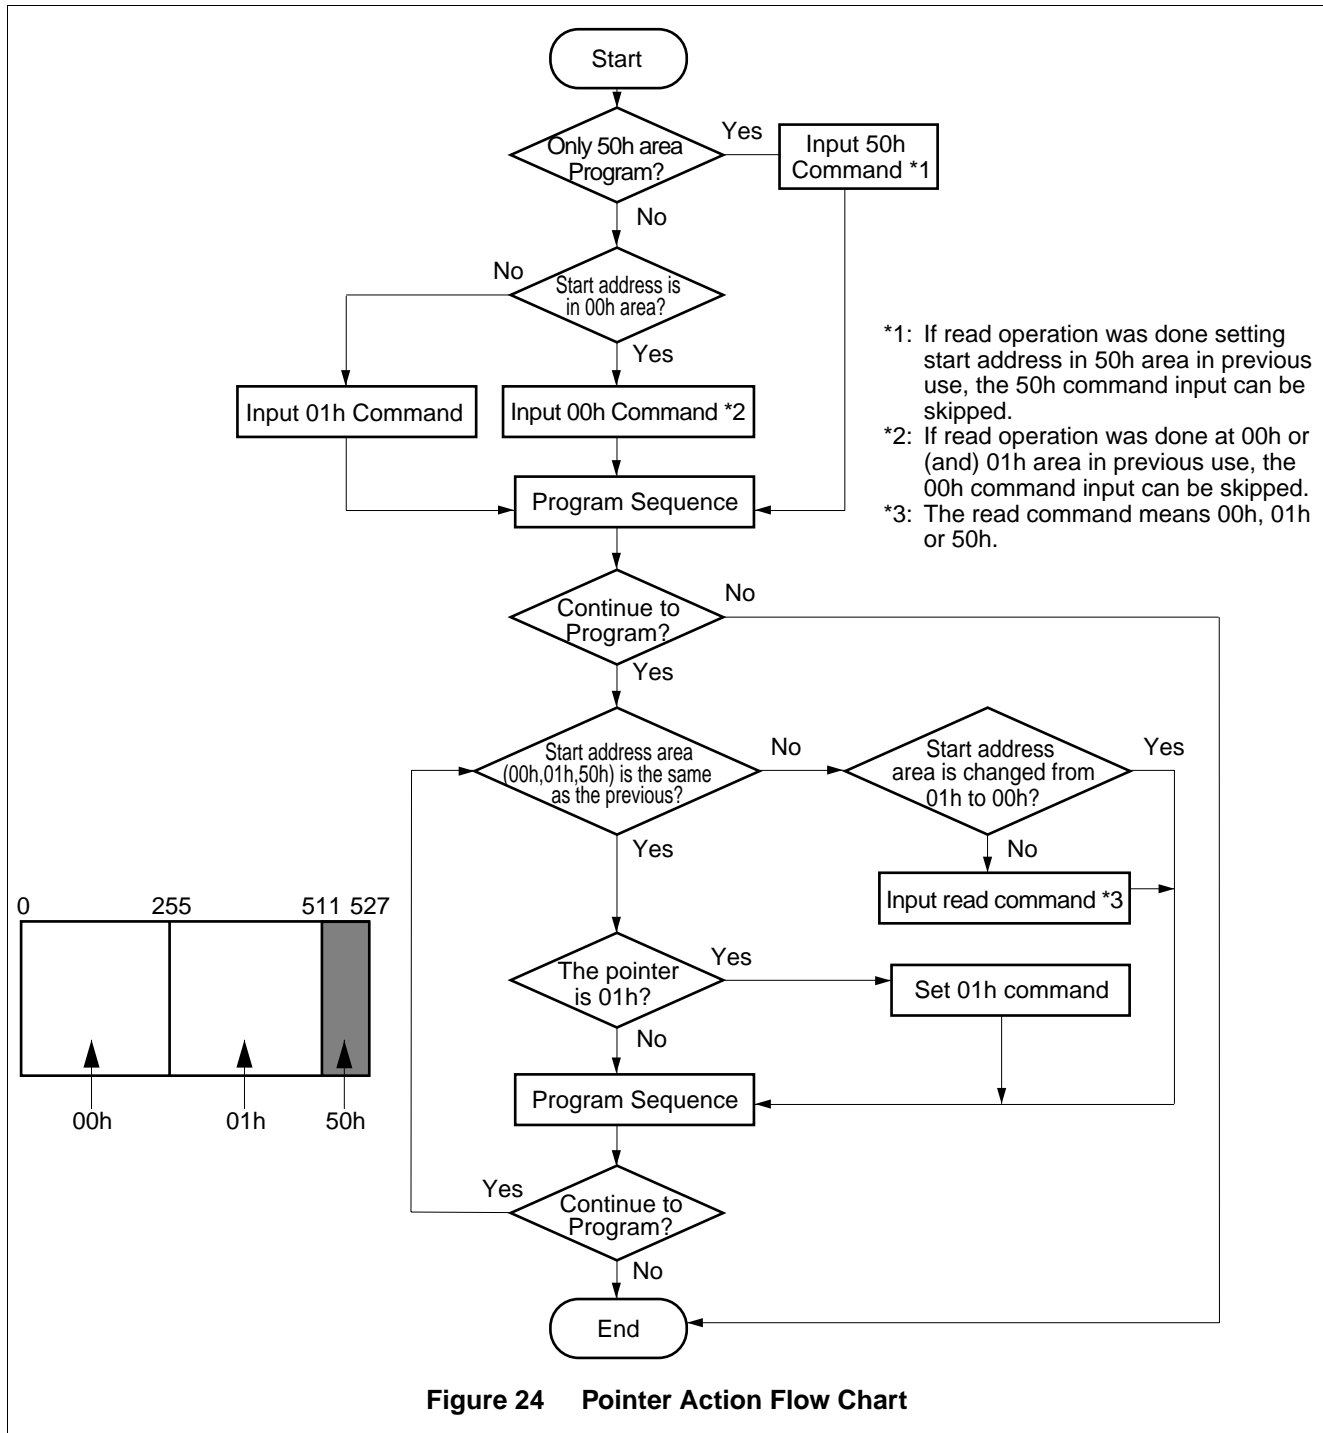 Start
Only 50h area
Program?
Yes
Input 50h
Command *1
No
No
Start address is
in 00h area?
Yes
Input 01h Command
Input 00h Command *2
Program Sequence
*1: If read operation was done setting
start address in 50h area in previous
use, the 50h command input can be
skipped.
*2: If read operation was done at 00h or
(and) 01h area in previous use, the
00h command input can be skipped.
*3: The read command means 00h, 01h
or 50h.
Continue to
Program?
No
Yes
Start address area
(00h,01h,50h) is the same
as the previous?
No
Start address
area is changed from
01h to 00h?
Yes
Yes
No
Input read command *3
0 255 511 527
00h 01h 50h
The pointer
is 01h?
Yes
Set 01h command
No
Program Sequence
Yes
Continue to
Program?
No
End
Figure 24 Pointer Action Flow Chart